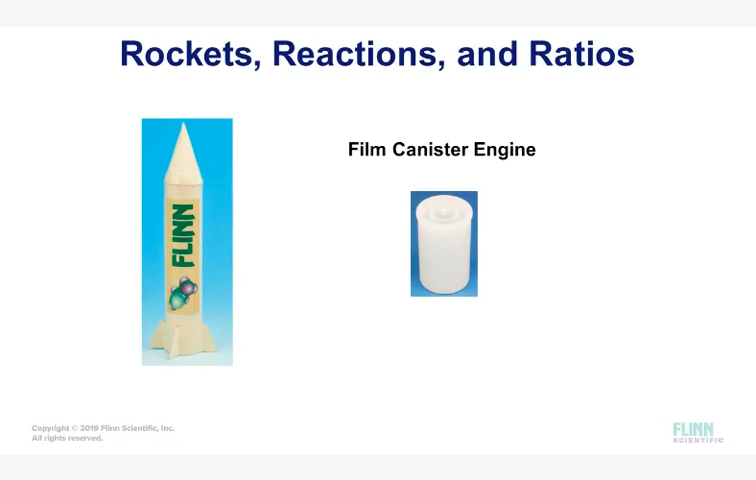 Rockets, Reactions, and Ratios
FLINN
Film Canister Engine
Copyright © 2019 Flinn Scientific, Inc.
All rights reserved.
FLINN
SCIENTIFIC